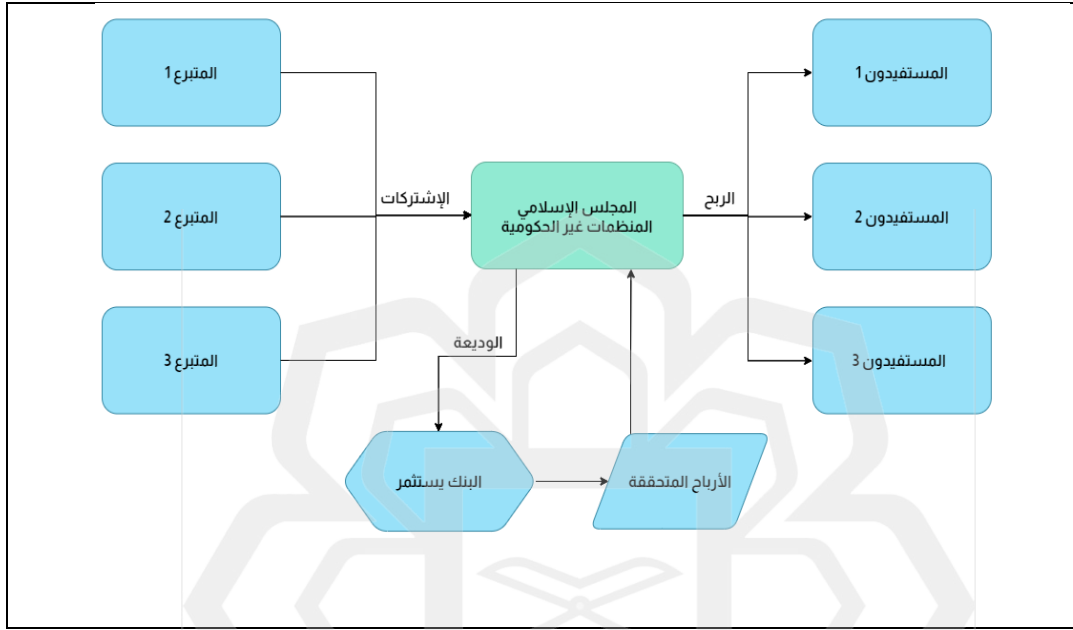 المتبرع 1
المستفيدون 1
المتبرع 2
الإشتركات
المجلس الإسلامي
المنظمات غير الحكومية
الربح
المستفيدون 2
المتبرع 3
الوديعة
المستفيدون 3
البنك يستثمر
الأرباح المتحققة